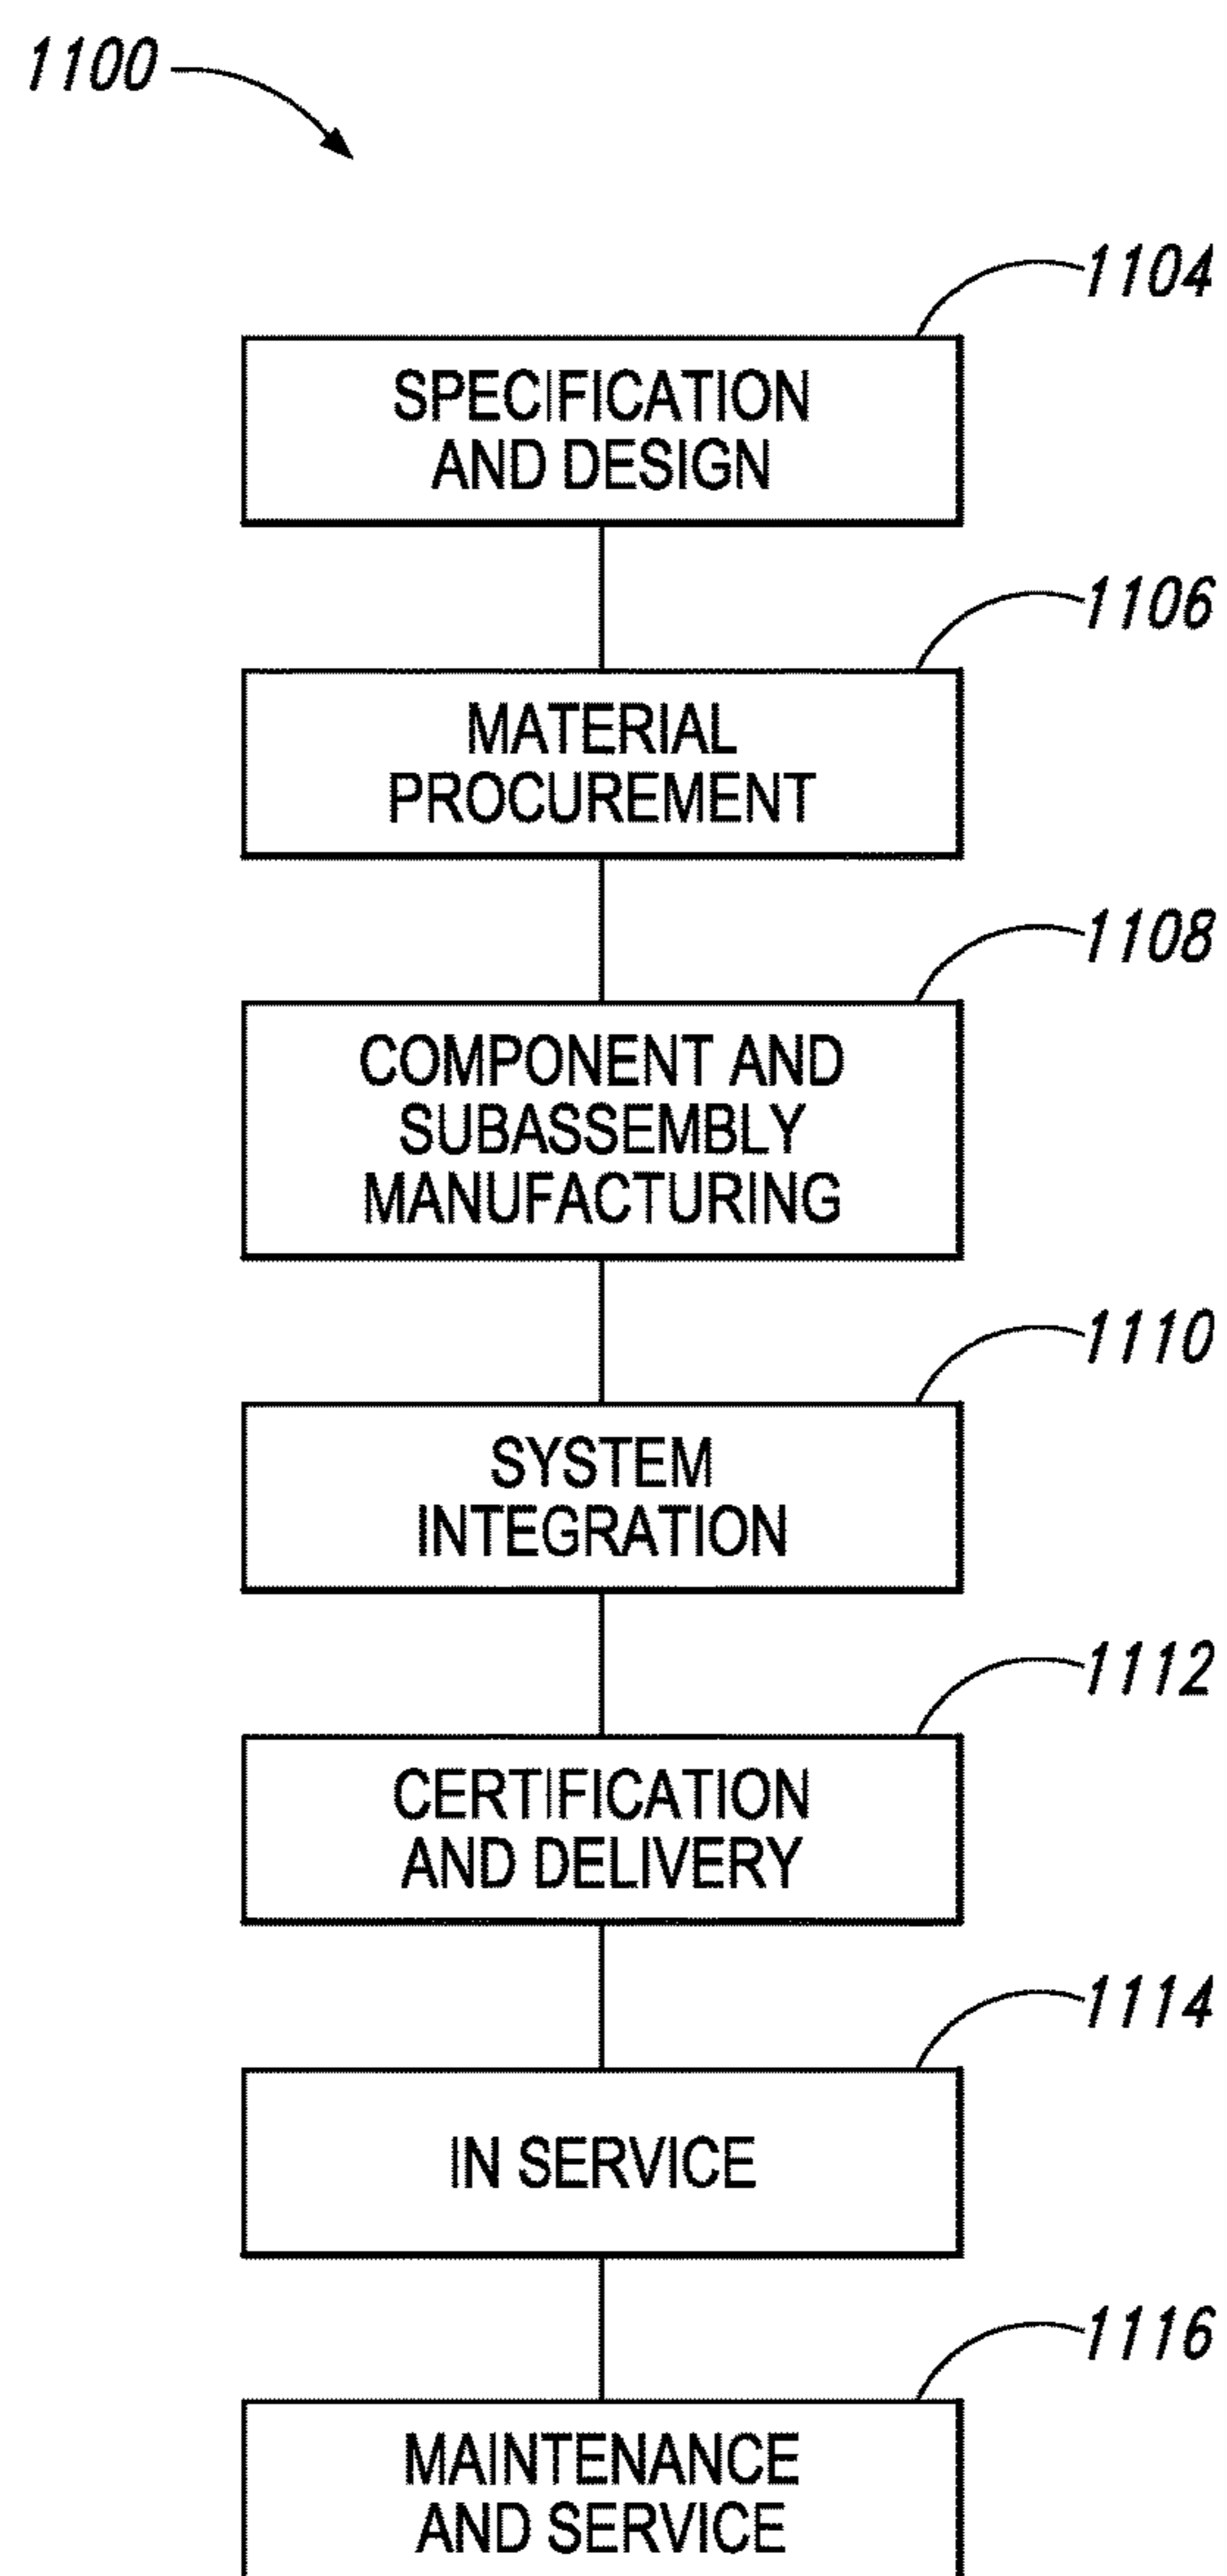 1100
1104
SPECIFICATION
AND DESIGN
1106
MATERIAL
PROCUREMENT
1108
COMPONENT AND
SUBASSEMBLY
MANUFACTURING
1110
SYSTEM
INTEGRATION
1112
CERTIFICATION
AND DELIVERY
1114
IN SERVICE
1116
MAINTENANCE
AND SERVICE